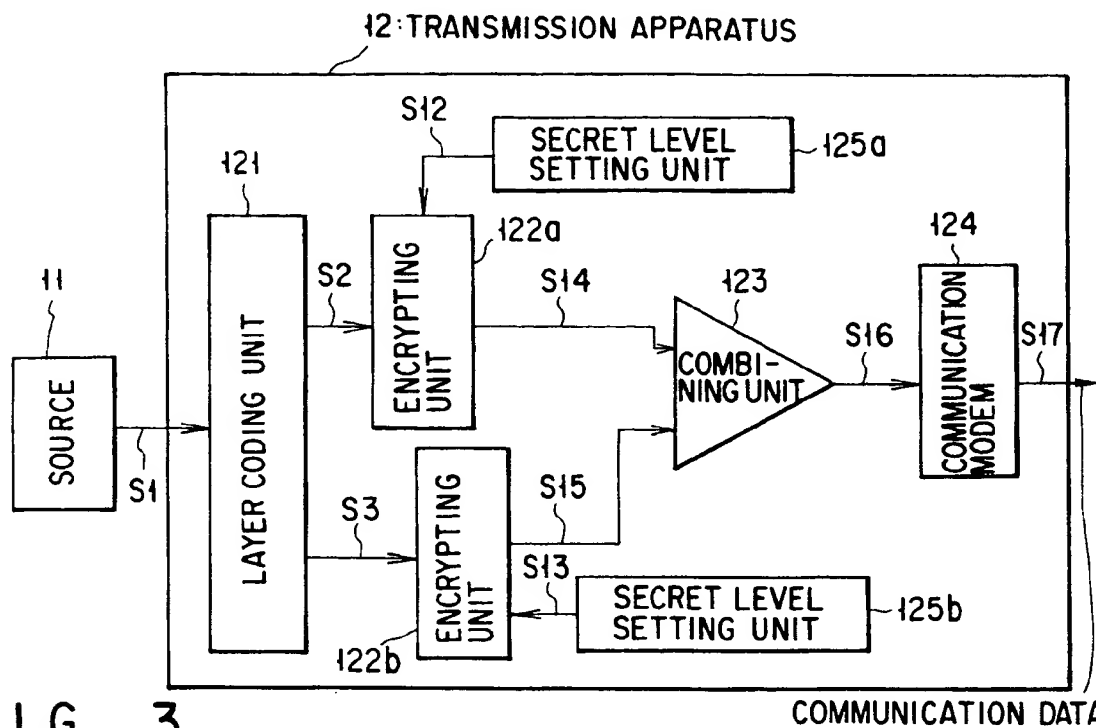 12:TRANSMISSION APPARATUS
S12
SECRET LEVEL
SETTING UNIT
125a
121
122a
124
11
S2
ENCRYPTING
UNIT
S14
123
SOURCE
S1
LAYER CODING UNIT
COMBI-
NING UNIT
S16
COMMUNICATION
MODEM
S17
S3
ENCRYPTING
UNIT
S15
S13
SECRET LEVEL
SETTING UNIT
125b
122b
COMMUNICATION DATA
IG. 3